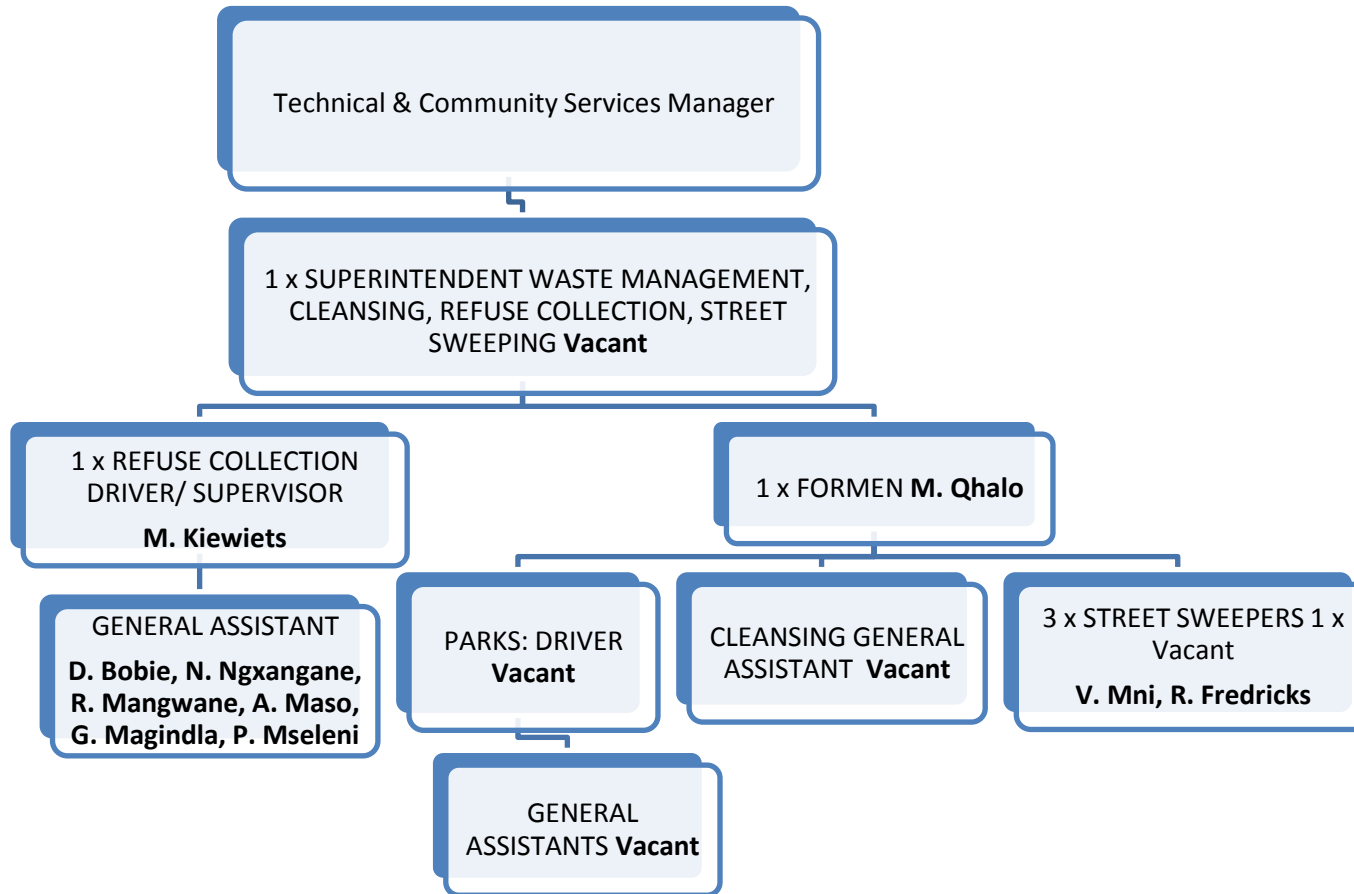 Technical & Community Services Manager
1 x SUPERINTENDENT WASTE MANAGEMENT,
CLEANSING, REFUSE COLLECTION, STREET
SWEEPING Vacant
1 x REFUSE COLLECTION
DRIVER/ SUPERVISOR
M. Kiewiets
1 x FORMEN M. Qhalo
GENERAL ASSISTANT
D. Bobie, N. Ngxangane,
R. Mangwane, A. Maso,
G. Magindla, P. Mseleni
PARKS: DRIVER
Vacant
CLEANSING GENERAL
ASSISTANT Vacant
3 x STREET SWEEPERS 1 x
Vacant
V. Mni, R. Fredricks
GENERAL
ASSISTANTS Vacant